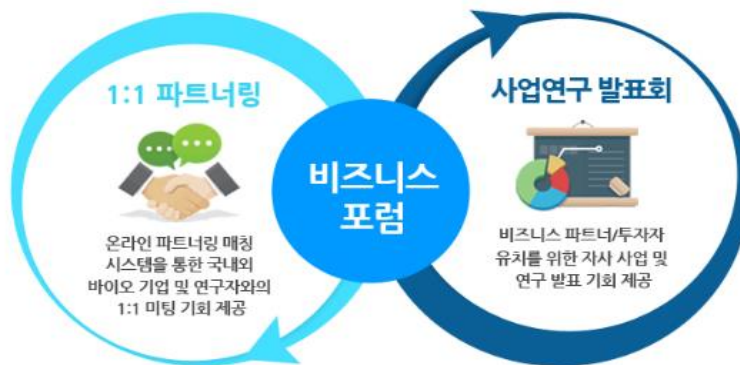 1:1 파트너링
온라인 파트너링 매칭
시스템을 통한 국내외
바이오 기업 및 연구자와의
1:1 미팅 기회 제공
비즈니스
포럼
사업연구 발표회
비즈니스 파트너/투자자
유치를 위한 자사 사업 및
연구 발표 기회 제공